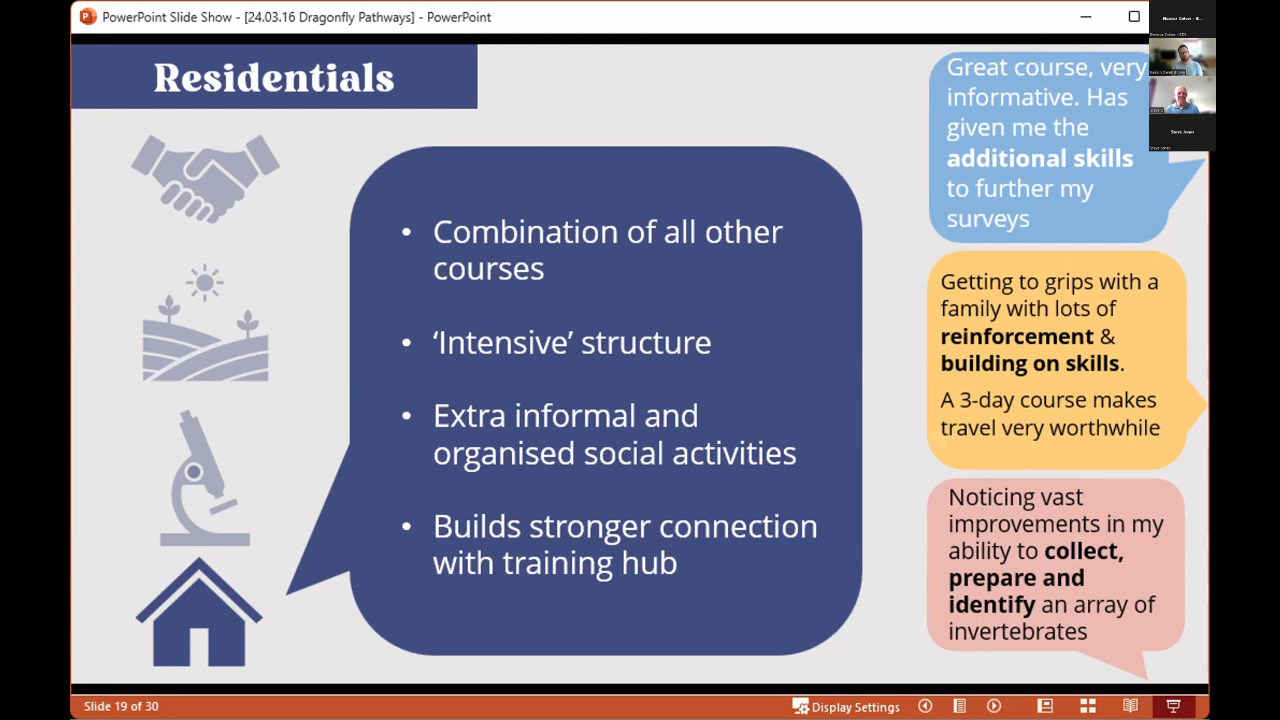 PowerPoint Slide Show - [24.03.16 Dragonfly Pathways] - PowerPoint
Residentials
• Combination of all other
courses
• ‘Intensive’ structure
• Extra informal and
organised social activities
• Builds stronger connection
with training hub
Great course, very
informative. Has
given me the
additional skills
to further my
surveys
Getting to grips with a
family with lots of
reinforcement &
building on skills.
A 3-day course makes
travel very worthwhile
Noticing vast
improvements in my
ability to collect,
prepare and
identify an array of
invertebrates
Steve Jones
Steve Jones
Slide 19 of 30
Display Settings